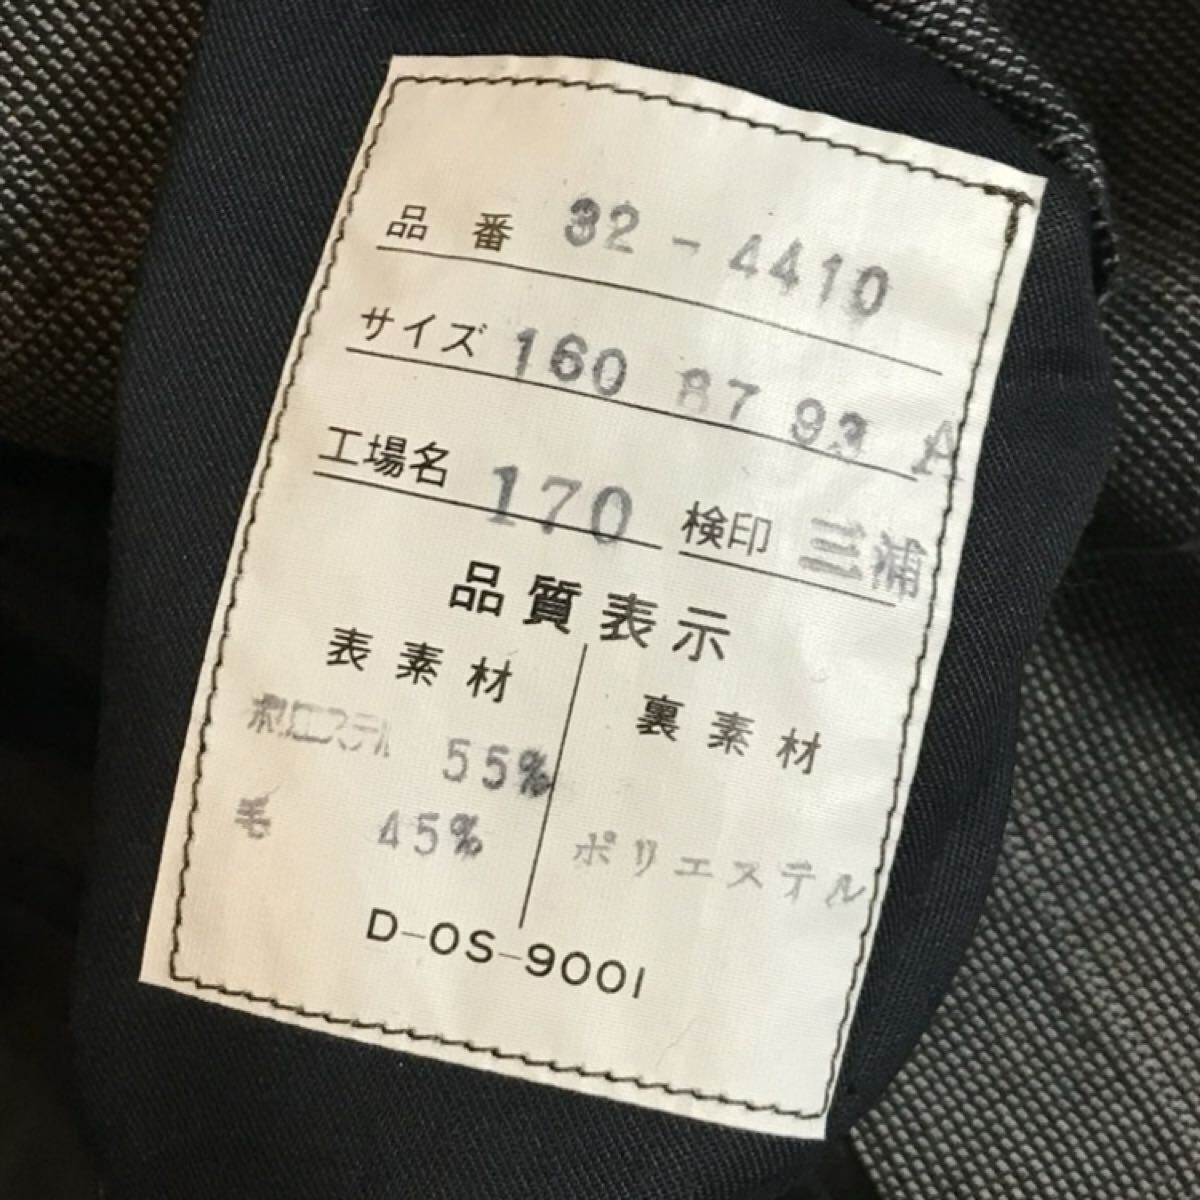 品番 32-4410
サイズ 160 87 93 A
工場名 170 検印 三浦
品質表示
表素材 裏素材
ポリエステル 55%
毛 45% ポリエステル
D-OS-9001